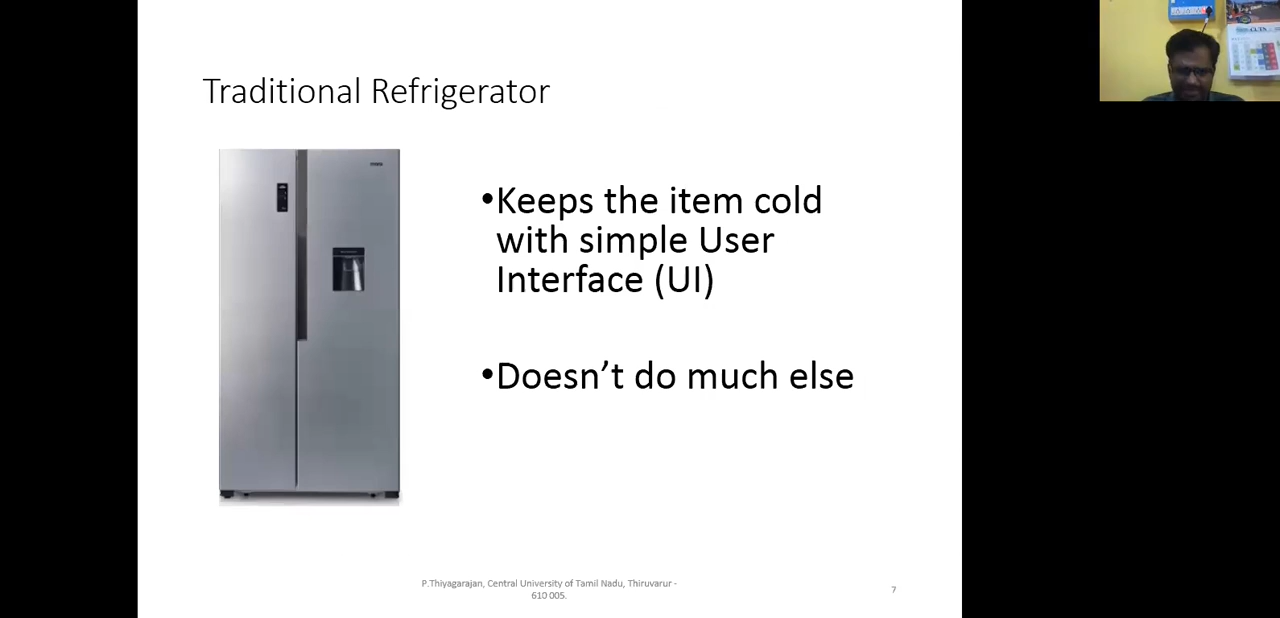 Traditional Refrigerator
•Keeps the item cold
with simple User
Interface (UI)
•Doesn’t do much else
P.Thiyagarajan, Central University of Tamil Nadu, Thiruvarur -
610 005.
7
CUTN